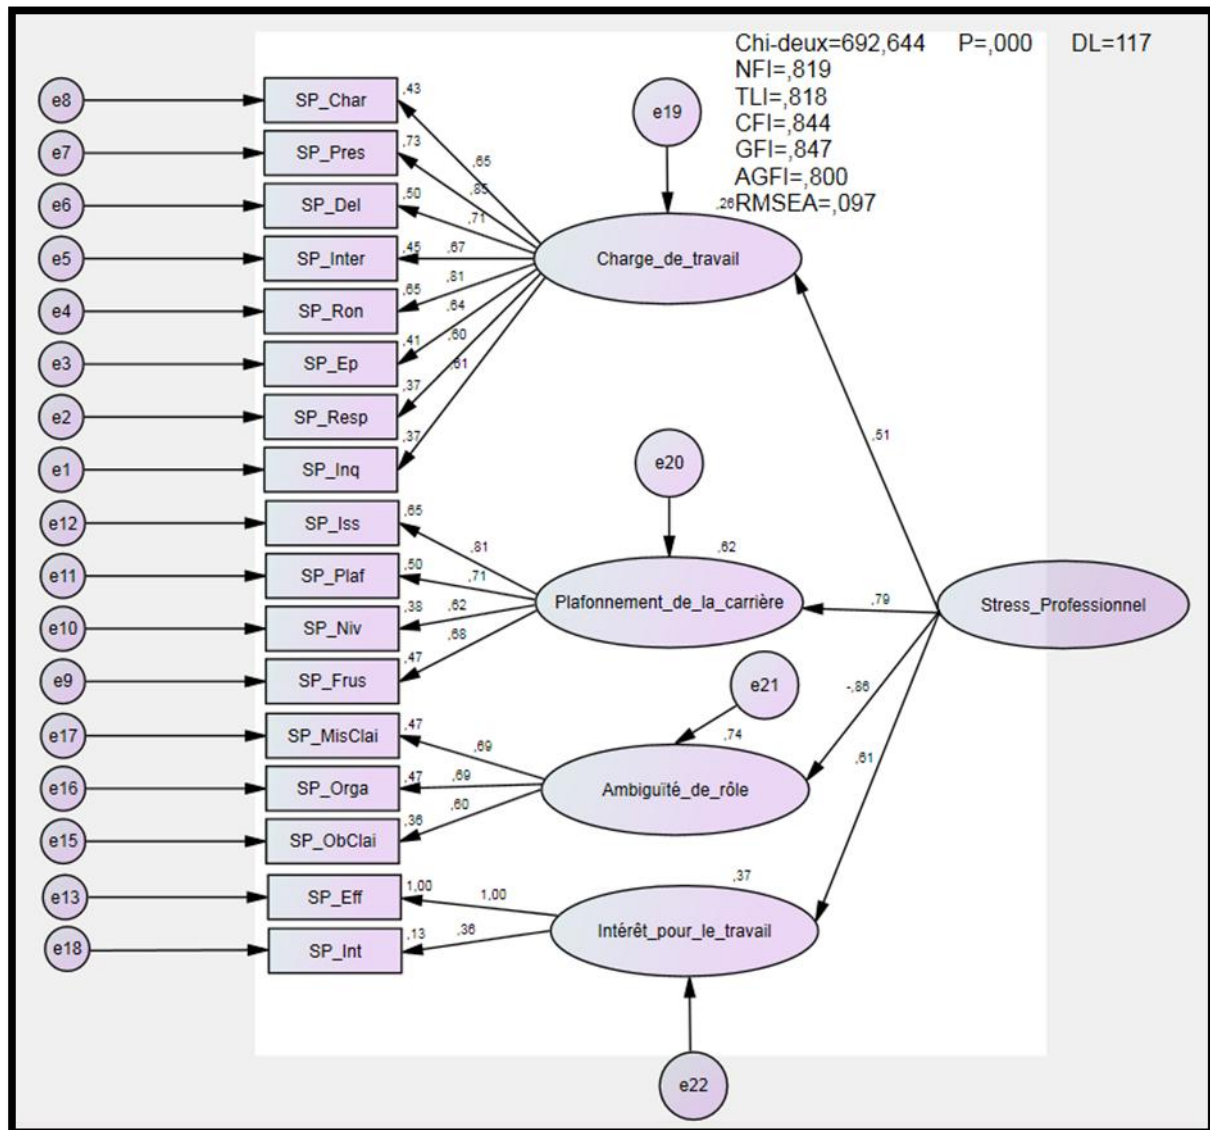 Chi-deux=692,644 P=,000 DL=117
NFI=,819
TLI=,818
CFI=,844
GFI=,847
AGFI=,800
RMSEA=,097
e8
SP_Char
,43
e19
e7
SP_Pres
,73
,65
e6
SP_Del
,50
,85
,71
,26
e5
SP_Inter
,45
,67
Charge_de_travail
e4
SP_Ron
,65
,81
,64
e3
SP_Ep
,41
,60
,61
e2
SP_Resp
,37
e1
SP_Inq
,37
,51
e20
e12
SP_Iss
,65
,81
,62
e11
SP_Plaf
,50
,71
Plafonnement_de_la_carrière
,79
Stress_Professionnel
e10
SP_Niv
,38
,62
e9
SP_Frus
,47
,68
e21
-,86
e17
SP_MisClai
,47
,69
,74
,61
e16
SP_Orga
,47
,69
Ambiguïté_de_rôle
e15
SP_ObClai
,36
,60
e13
SP_Eff
1,00
1,00
,37
e18
SP_Int
,13
,36
Intérêt_pour_le_travail
e22